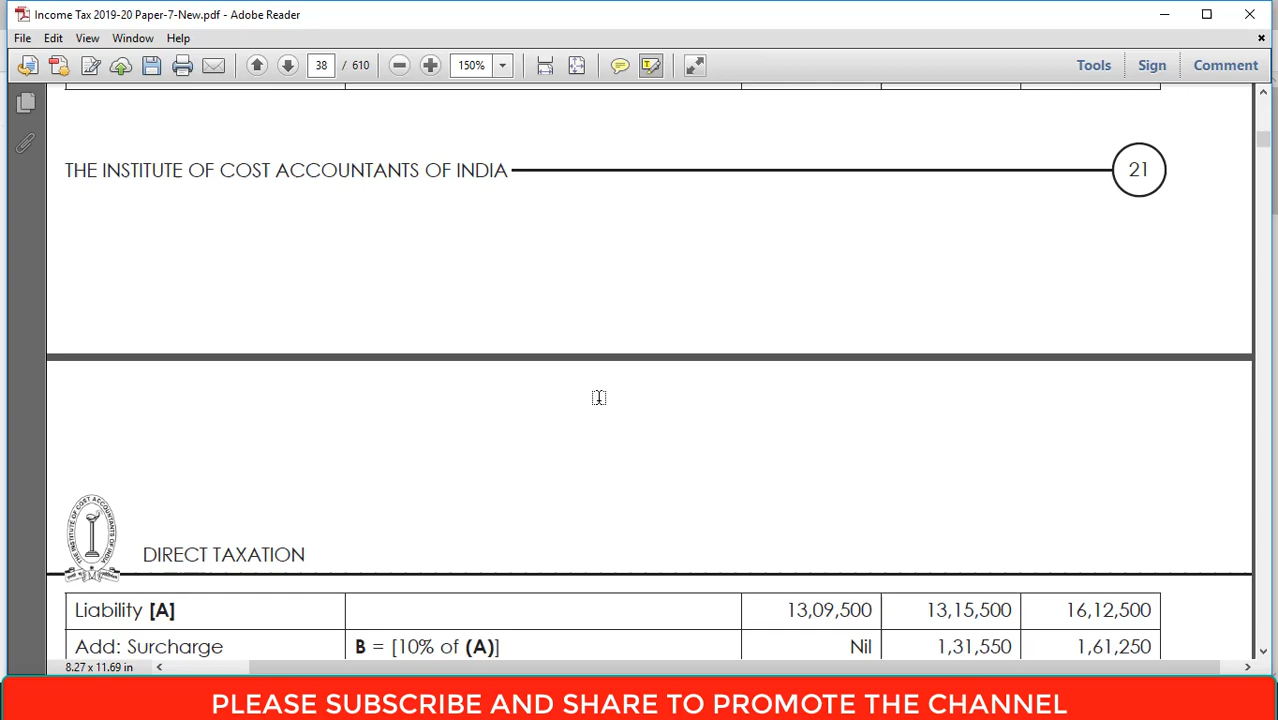 Income Tax 2019-20 Paper-7-New.pdf - Adobe Reader
File Edit View Window Help
38 / 610 150% Tools Sign Comment
THE INSTITUTE OF COST ACCOUNTANTS OF INDIA 21
DIRECT TAXATION
Liability [A] 13,09,500 13,15,500 16,12,500
Add: Surcharge B = [10% of (A)] Nil 1,31,550 1,61,250
8.27 x 11.69 in
PLEASE SUBSCRIBE AND SHARE TO PROMOTE THE CHANNEL